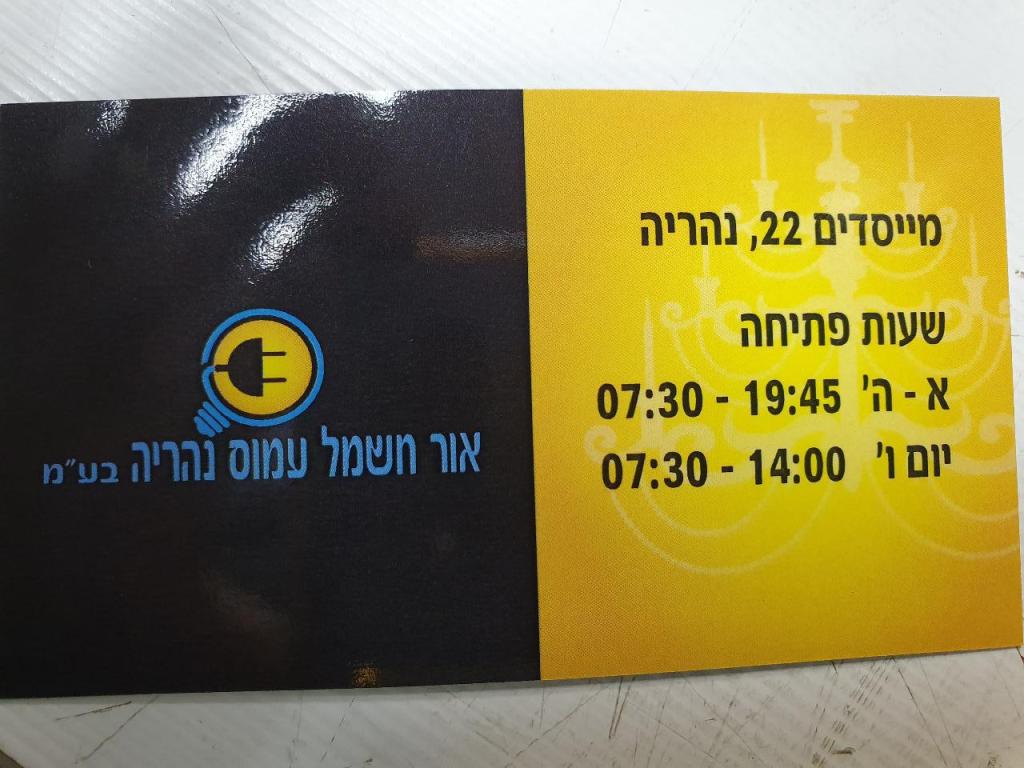 מייסדים 22, נהריה
שעות פתיחה
א - ה' 07:30 - 19:45
יום ו' 07:30 - 14:00
אור חשמל עמוס נהריה בע"מ